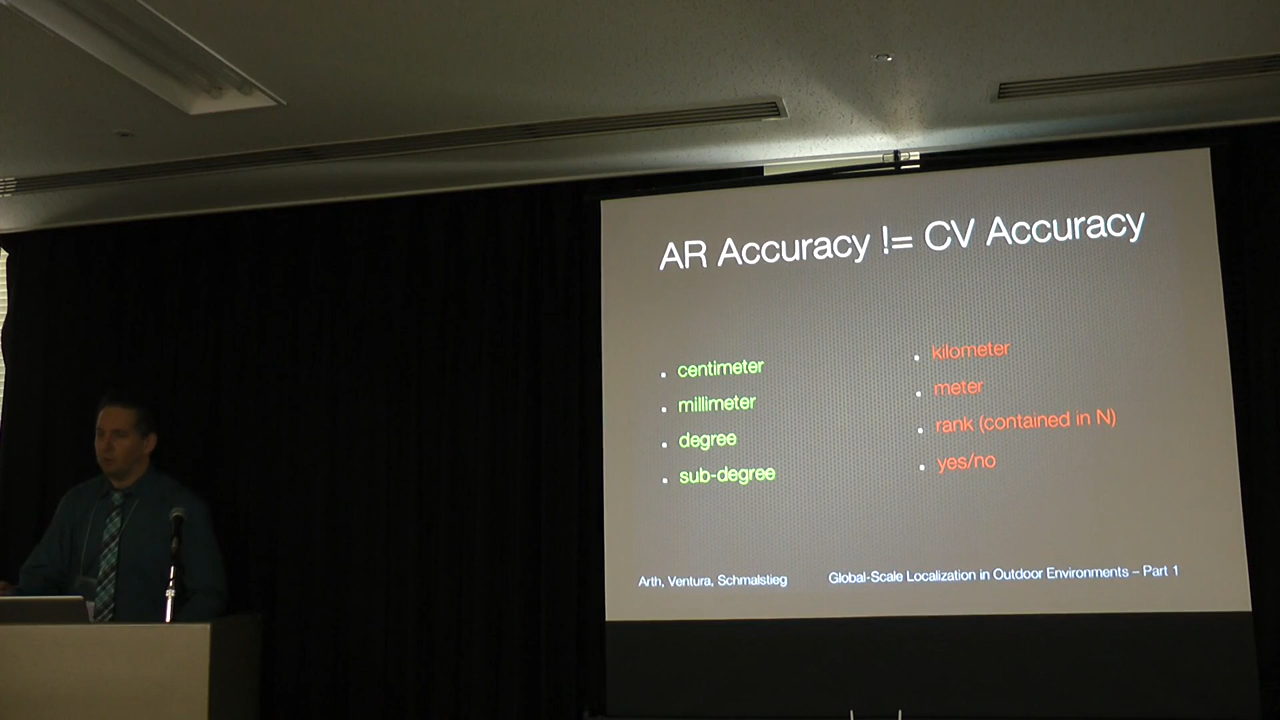 AR Accuracy != CV Accuracy
centimeter
millimeter
degree
sub-degree
kilometer
meter
rank (contained in N)
yes/no
Arth, Ventura, Schmalstieg
Global-Scale Localization in Outdoor Environments – Part 1